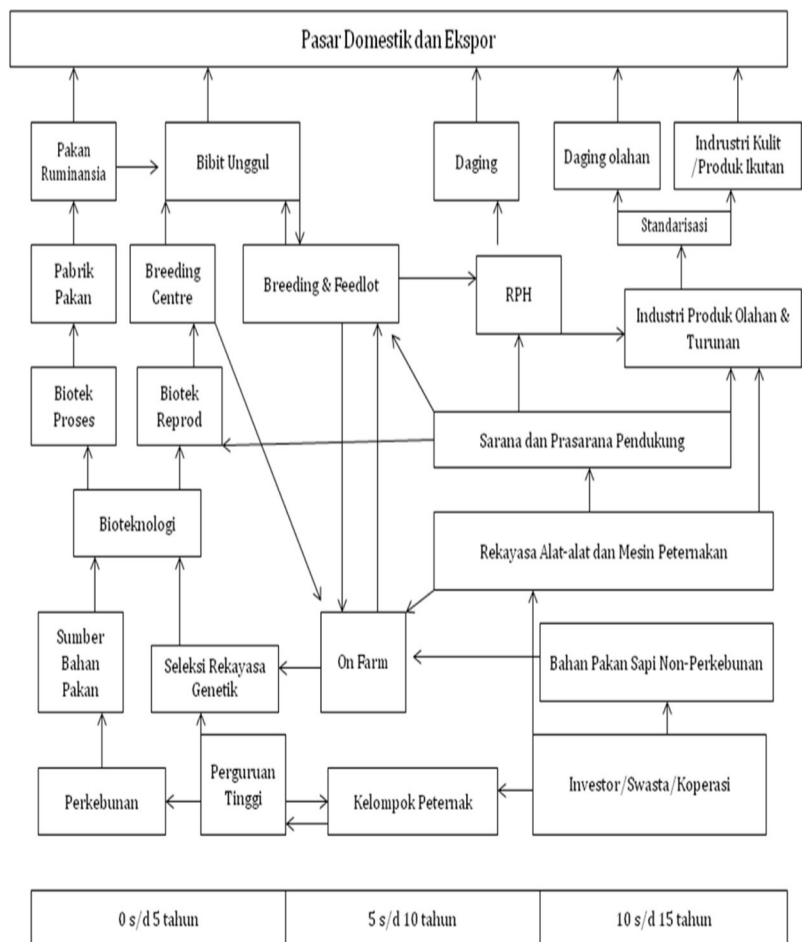 Pasar Domestik dan Ekspor
Pakan
Ruminansia
Bibit Unggul
Daging
Daging olahan
Indrustri Kulit
/Produk Ikutan
Standarisasi
Pabrik
Pakan
Breeding
Centre
Breeding & Feedlot
RPH
Industri Produk Olahan &
Turunan
Biotek
Proses
Biotek
Reprod
Sarana dan Prasarana Pendukung
Bioteknologi
Rekayasa Alat-alat dan Mesin Peternakan
Sumber
Bahan
Pakan
Seleksi Rekayasa
Genetik
On Farm
Bahan Pakan Sapi Non-Perkebunan
Perkebunan
Perguruan
Tinggi
Kelompok Peternak
Investor/Swasta/Koperasi
0 s/d 5 tahun
5 s/d 10 tahun
10 s/d 15 tahun